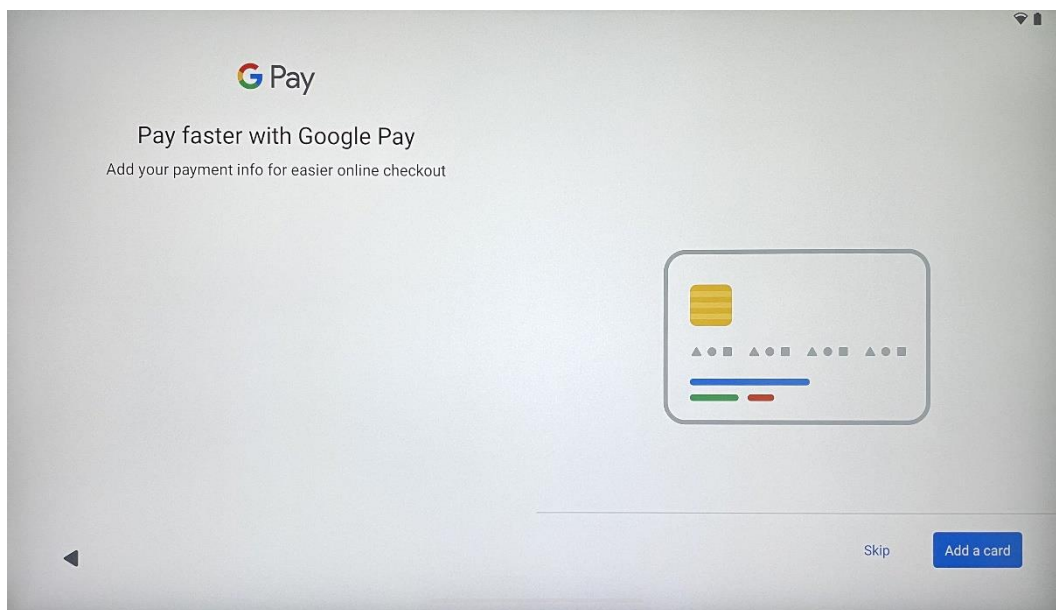 G Pay
Pay faster with Google Pay
Add your payment info for easier online checkout
Skip
Add a card